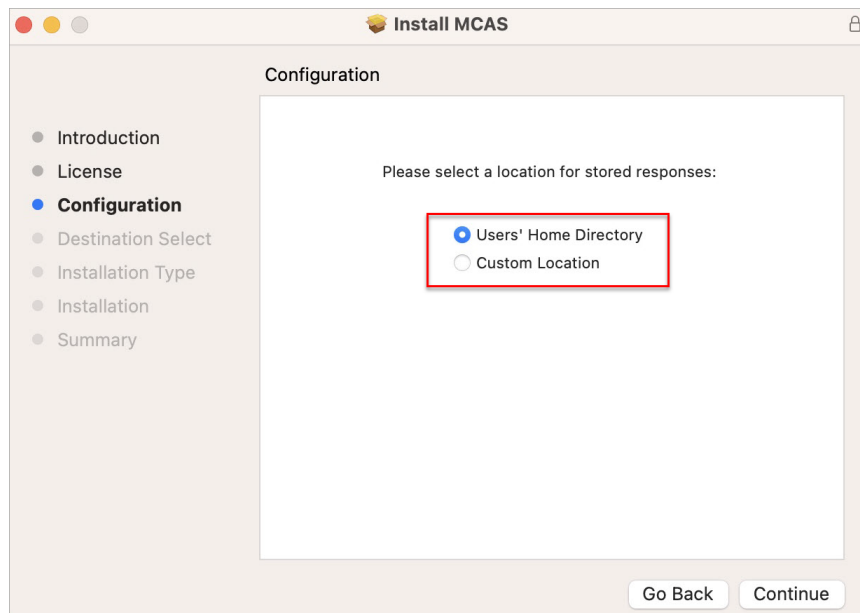 Install MCAS
Configuration
Introduction
License
Configuration
Destination Select
Installation Type
Installation
Summary
Please select a location for stored responses:
Users' Home Directory
Custom Location
Go Back
Continue